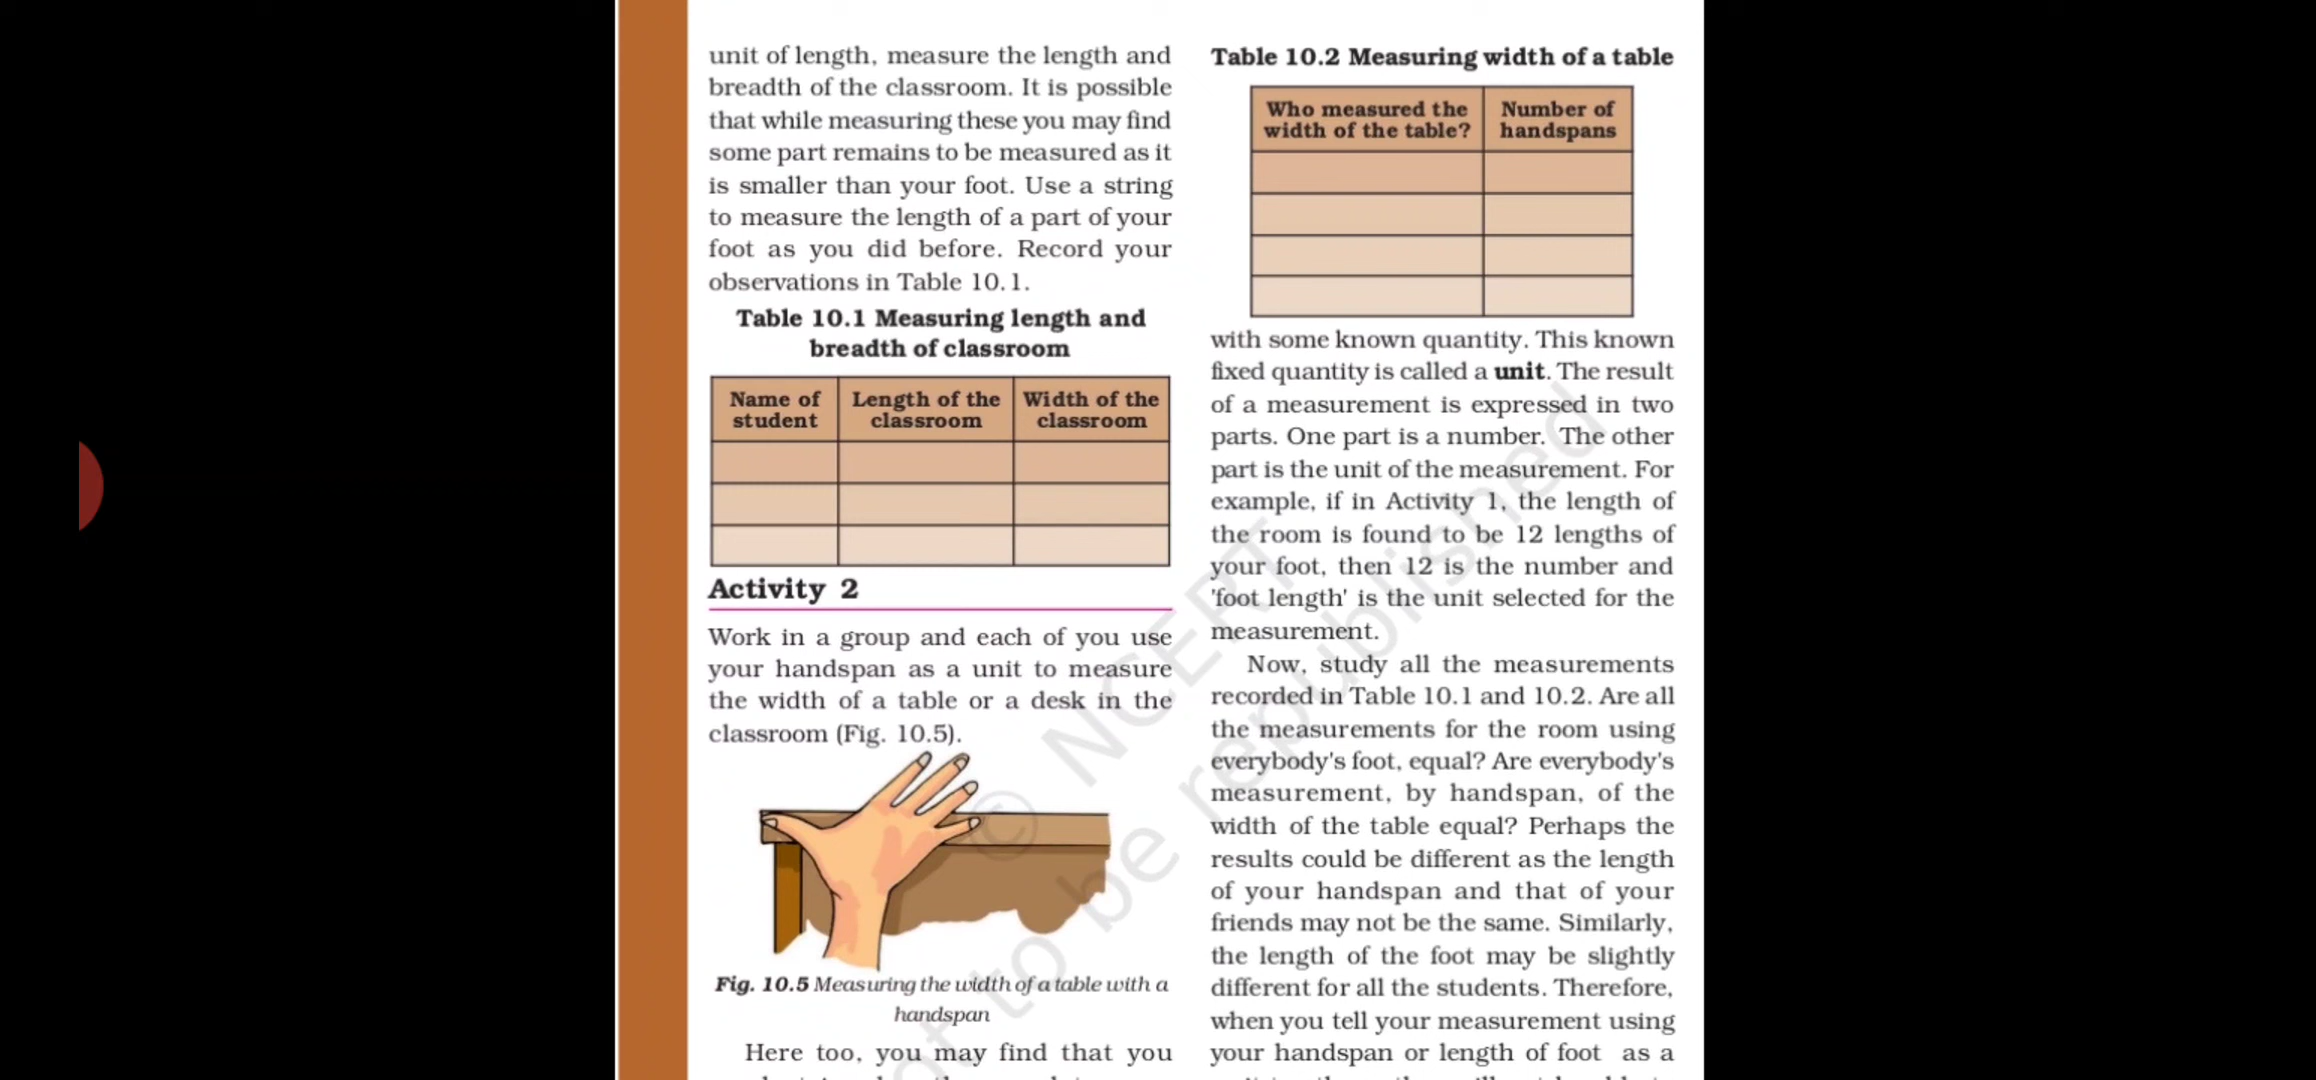 unit of length, measure the length and
breadth of the classroom. It is possible
that while measuring these you may find
some part remains to be measured as it
is smaller than your foot. Use a string
to measure the length of a part of your
foot as you did before. Record your
observations in Table 10.1.
Table 10.1 Measuring length and
breadth of classroom
Name of student
Length of the classroom
Width of the classroom
Activity 2
Work in a group and each of you use
your handspan as a unit to measure
the width of a table or a desk in the
classroom (Fig. 10.5).
Fig. 10.5 Measuring the width of a table with a
handspan
Here too, you may find that you
Table 10.2 Measuring width of a table
Who measured the width of the table?
Number of handspans
with some known quantity. This known
fixed quantity is called a unit. The result
of a measurement is expressed in two
parts. One part is a number. The other
part is the unit of the measurement. For
example, if in Activity 1, the length of
the room is found to be 12 lengths of
your foot, then 12 is the number and
'foot length' is the unit selected for the
measurement.
Now, study all the measurements
recorded in Table 10.1 and 10.2. Are all
the measurements for the room using
everybody's foot, equal? Are everybody's
measurement, by handspan, of the
width of the table equal? Perhaps the
results could be different as the length
of your handspan and that of your
friends may not be the same. Similarly,
the length of the foot may be slightly
different for all the students. Therefore,
when you tell your measurement using
your handspan or length of foot as a
© NCERT
to be republished